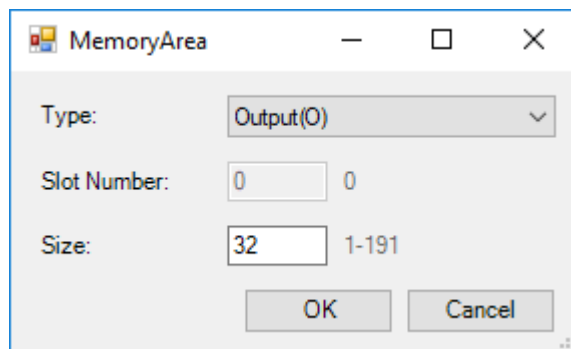 MemoryArea
Type: Output(O)
Slot Number: 0 0
Size: 32 1-191
OK Cancel